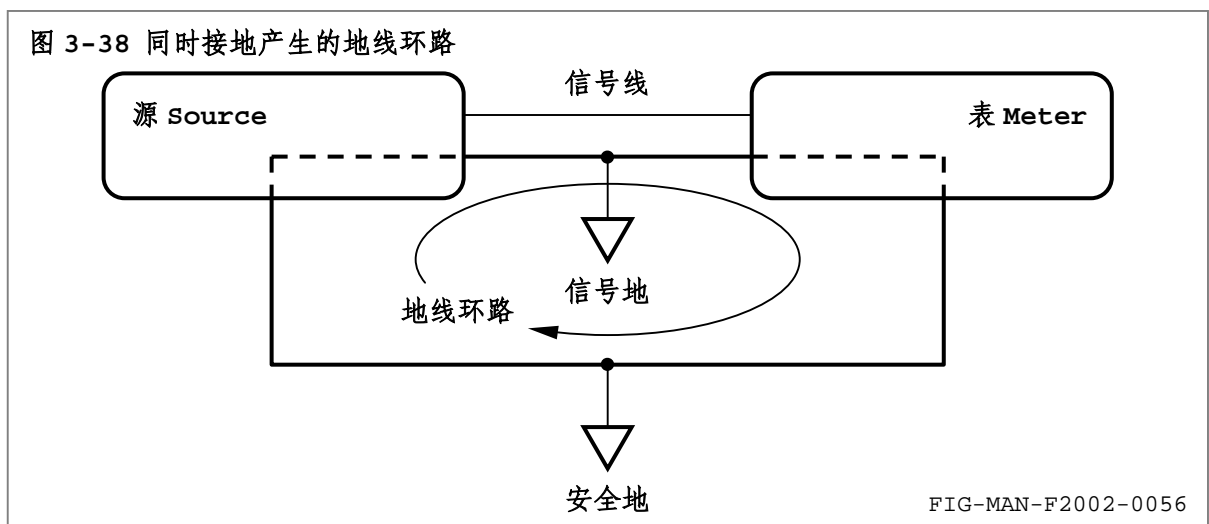 图 3-38 同时接地产生的地线环路
信号线
源 Source
表 Meter
信号地
地线环路
安全地
FIG-MAN-F2002-0056